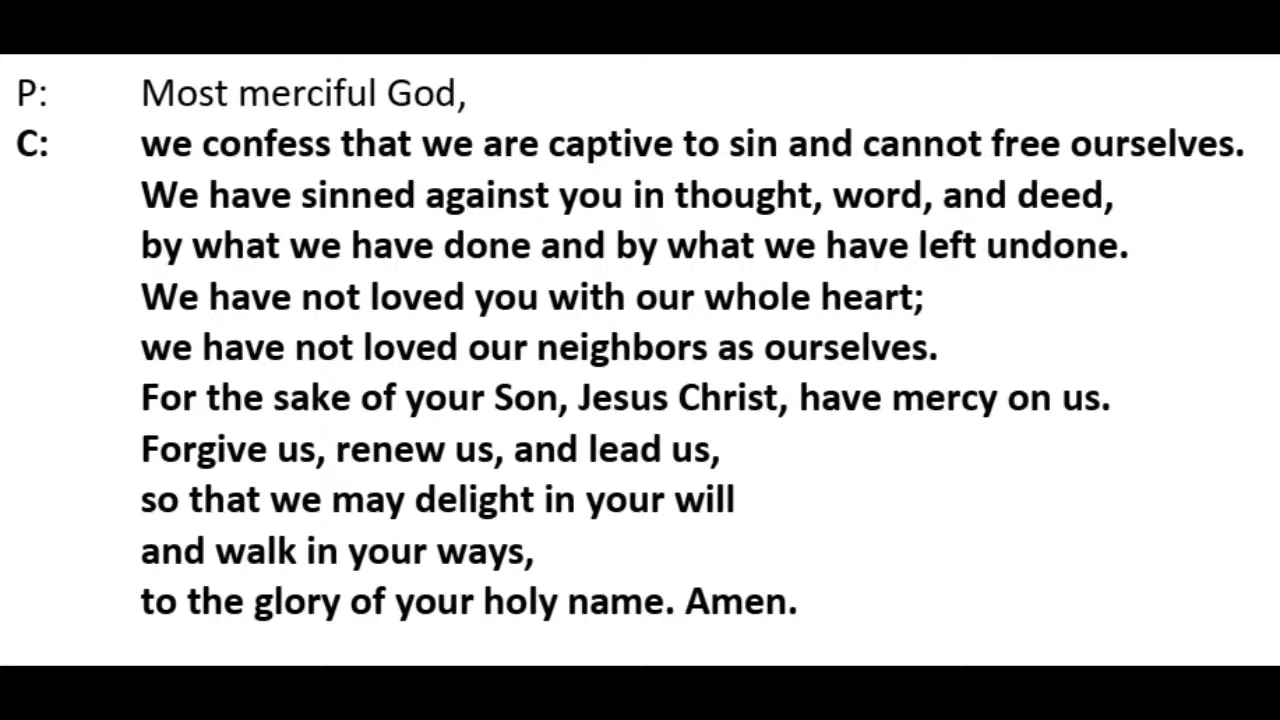 P: Most merciful God,
C: we confess that we are captive to sin and cannot free ourselves.
We have sinned against you in thought, word, and deed,
by what we have done and by what we have left undone.
We have not loved you with our whole heart;
we have not loved our neighbors as ourselves.
For the sake of your Son, Jesus Christ, have mercy on us.
Forgive us, renew us, and lead us,
so that we may delight in your will
and walk in your ways,
to the glory of your holy name. Amen.